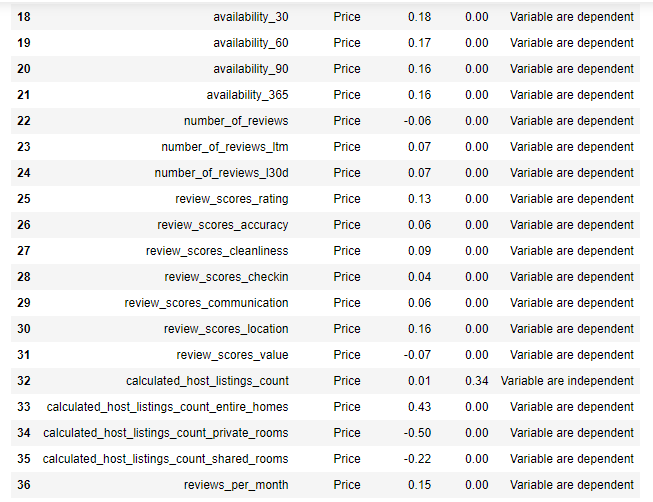 18 availability_30 Price 0.18 0.00 Variable are dependent
19 availability_60 Price 0.17 0.00 Variable are dependent
20 availability_90 Price 0.16 0.00 Variable are dependent
21 availability_365 Price 0.16 0.00 Variable are dependent
22 number_of_reviews Price -0.06 0.00 Variable are dependent
23 number_of_reviews_ltm Price 0.07 0.00 Variable are dependent
24 number_of_reviews_l30d Price 0.07 0.00 Variable are dependent
25 review_scores_rating Price 0.13 0.00 Variable are dependent
26 review_scores_accuracy Price 0.06 0.00 Variable are dependent
27 review_scores_cleanliness Price 0.09 0.00 Variable are dependent
28 review_scores_checkin Price 0.04 0.00 Variable are dependent
29 review_scores_communication Price 0.06 0.00 Variable are dependent
30 review_scores_location Price 0.16 0.00 Variable are dependent
31 review_scores_value Price -0.07 0.00 Variable are dependent
32 calculated_host_listings_count Price 0.01 0.34 Variable are independent
33 calculated_host_listings_count_entire_homes Price 0.43 0.00 Variable are dependent
34 calculated_host_listings_count_private_rooms Price -0.50 0.00 Variable are dependent
35 calculated_host_listings_count_shared_rooms Price -0.22 0.00 Variable are dependent
36 reviews_per_month Price 0.15 0.00 Variable are dependent